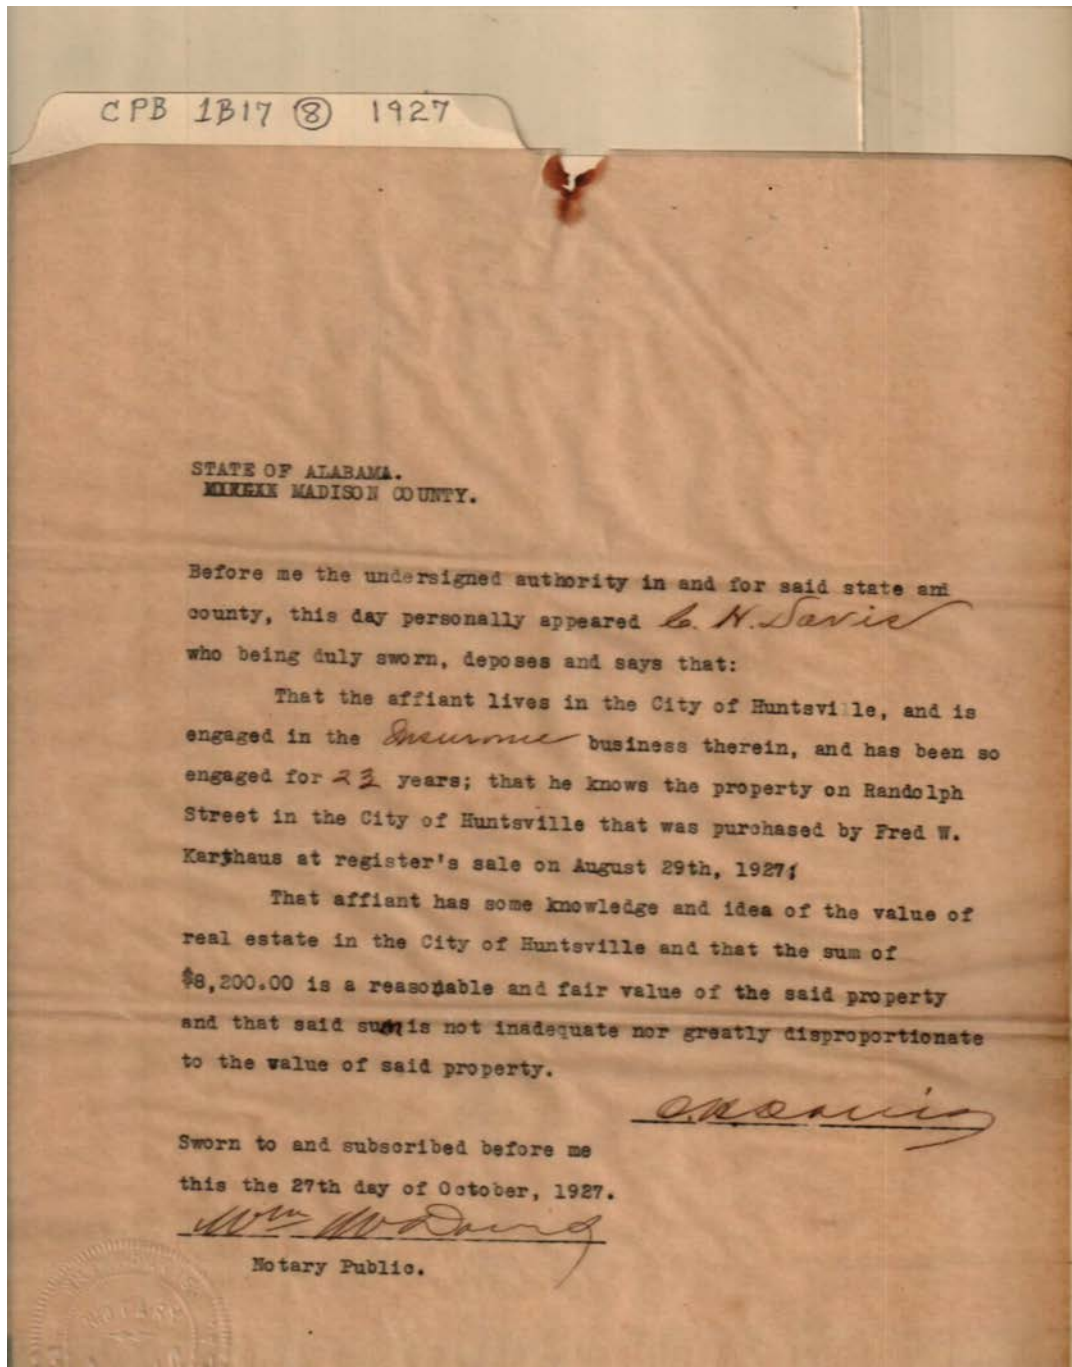 CPB 1B17 ⑧ 1927
STATE OF ALABAMA.
MADISON COUNTY.
Before me the undersigned authority in and for said state and
county, this day personally appeared C. H. Davis
who being duly sworn, deposes and says that:
That the affiant lives in the City of Huntsville, and is
engaged in the Insurance business therein, and has been so
engaged for 23 years; that he knows the property on Randolph
Street in the City of Huntsville that was purchased by Fred W.
Karthaus at register's sale on August 29th, 1927;
That affiant has some knowledge and idea of the value of
real estate in the City of Huntsville and that the sum of
$8,200.00 is a reasonable and fair value of the said property
and that said sum is not inadequate nor greatly disproportionate
to the value of said property.
Sworn to and subscribed before me
this the 27th day of October, 1927.
Wm
Notary Public.
NOTARY